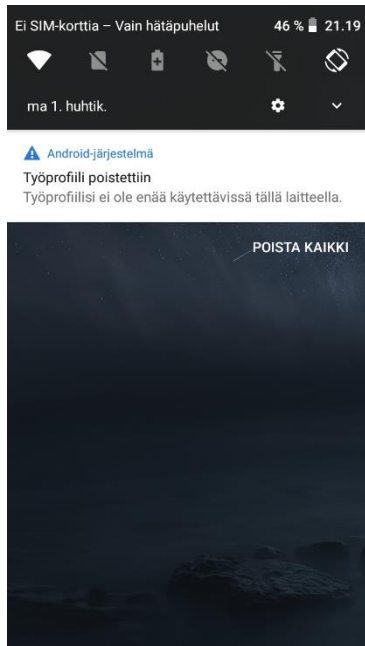 Ei SIM-korttia – Vain hätäpuhelut 46 % 21.19
ma 1. huhtik.
Android-järjestelmä
Työprofiili poistettiin
Työprofiilisi ei ole enää käytettävissä tällä laitteella.
POISTA KAIKKI